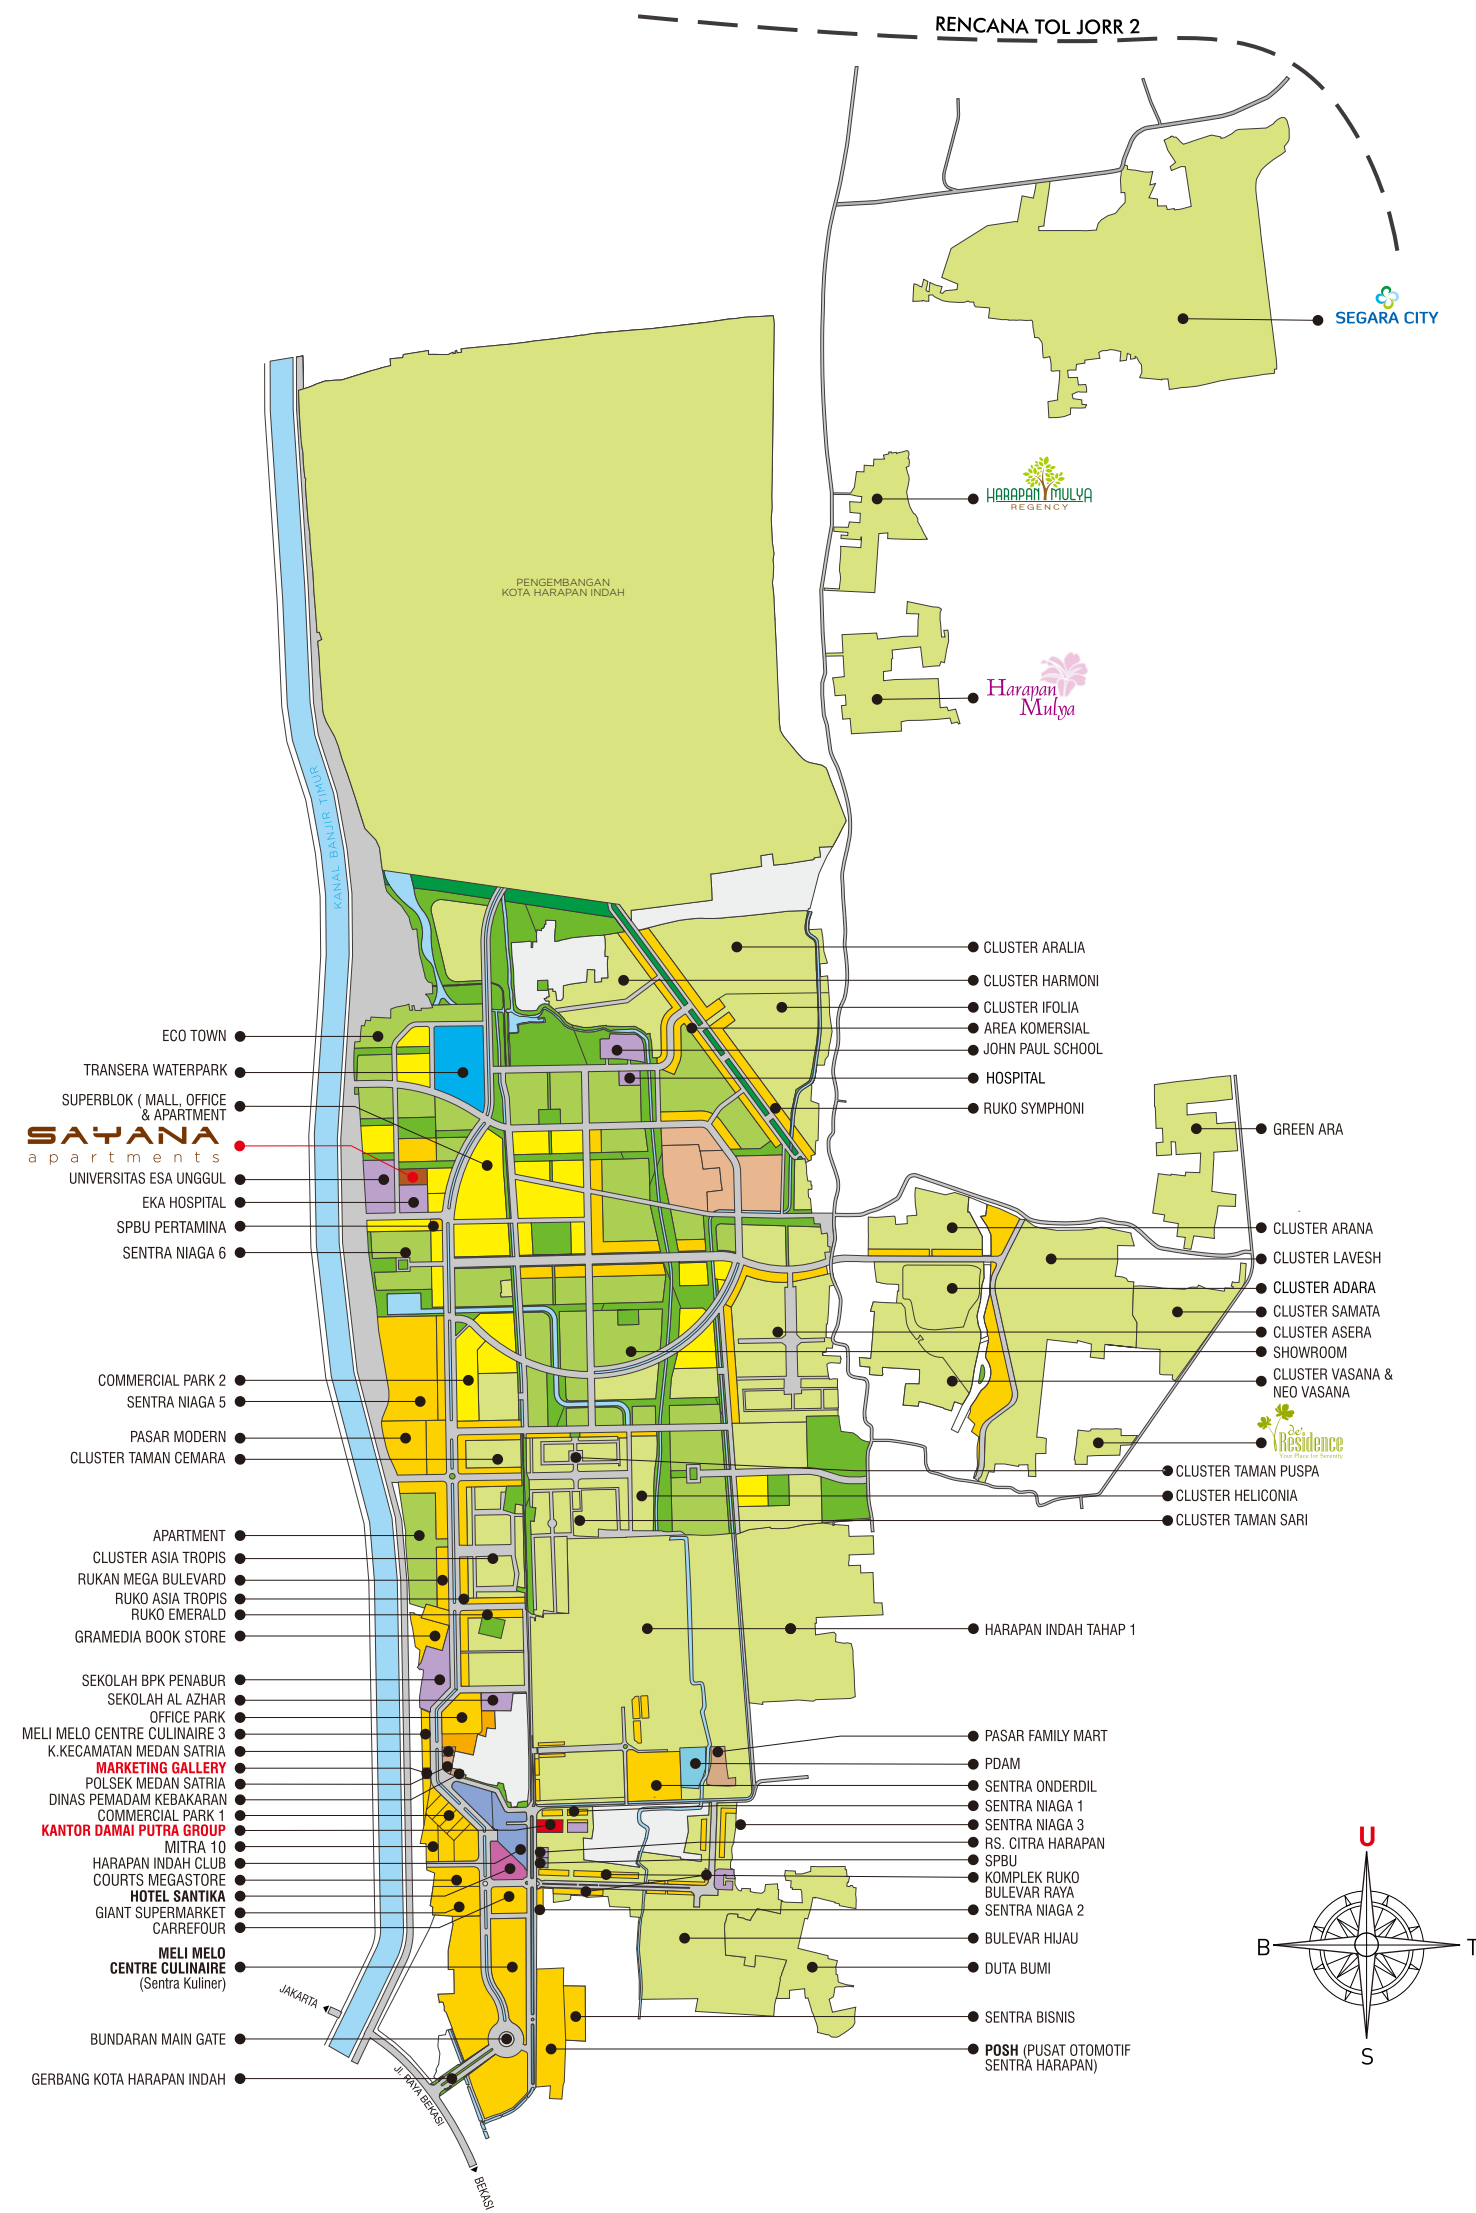 RENCANA TOL JORR 2
SEGARA CITY
HARAPAN MULYA
REGENCY
PENGEMBANGAN
KOTA HARAPAN INDAH
Harapan
Mulya
KANAL BANJIR TIMUR
ECO TOWN
TRANSERA WATERPARK
SUPERBLOK ( MALL, OFFICE
& APARTMENT
SAYANA
apartments
UNIVERSITAS ESA UNGGUL
EKA HOSPITAL
SPBU PERTAMINA
SENTRA NIAGA 6
COMMERCIAL PARK 2
SENTRA NIAGA 5
PASAR MODERN
CLUSTER TAMAN CEMARA
APARTMENT
CLUSTER ASIA TROPIS
RUKAN MEGA BULEVARD
RUKO ASIA TROPIS
RUKO EMERALD
GRAMEDIA BOOK STORE
SEKOLAH BPK PENABUR
SEKOLAH AL AZHAR
OFFICE PARK
MELI MELO CENTRE CULINAIRE 3
K.KECAMATAN MEDAN SATRIA
MARKETING GALLERY
POLSEK MEDAN SATRIA
DINAS PEMADAM KEBAKARAN
COMMERCIAL PARK 1
KANTOR DAMAI PUTRA GROUP
MITRA 10
HARAPAN INDAH CLUB
COURTS MEGASTORE
HOTEL SANTIKA
GIANT SUPERMARKET
CARREFOUR
MELI MELO
CENTRE CULINAIRE
(Sentra Kuliner)
JAKARTA
BUNDARAN MAIN GATE
GERBANG KOTA HARAPAN INDAH
Jl. RAYA BEKASI
BEKASI
CLUSTER ARALIA
CLUSTER HARMONI
CLUSTER IFOLIA
AREA KOMERSIAL
JOHN PAUL SCHOOL
HOSPITAL
RUKO SYMPHONI
GREEN ARA
CLUSTER ARANA
CLUSTER LAVESH
CLUSTER ADARA
CLUSTER SAMATA
CLUSTER ASERA
SHOWROOM
CLUSTER VASANA &
NEO VASANA
de's
Residence
Your Place for Serenity
CLUSTER TAMAN PUSPA
CLUSTER HELICONIA
CLUSTER TAMAN SARI
HARAPAN INDAH TAHAP 1
PASAR FAMILY MART
PDAM
SENTRA ONDERDIL
SENTRA NIAGA 1
SENTRA NIAGA 3
RS. CITRA HARAPAN
SPBU
KOMPLEK RUKO
BULEVAR RAYA
SENTRA NIAGA 2
BULEVAR HIJAU
DUTA BUMI
SENTRA BISNIS
POSH (PUSAT OTOMOTIF
SENTRA HARAPAN)
U
B
T
S